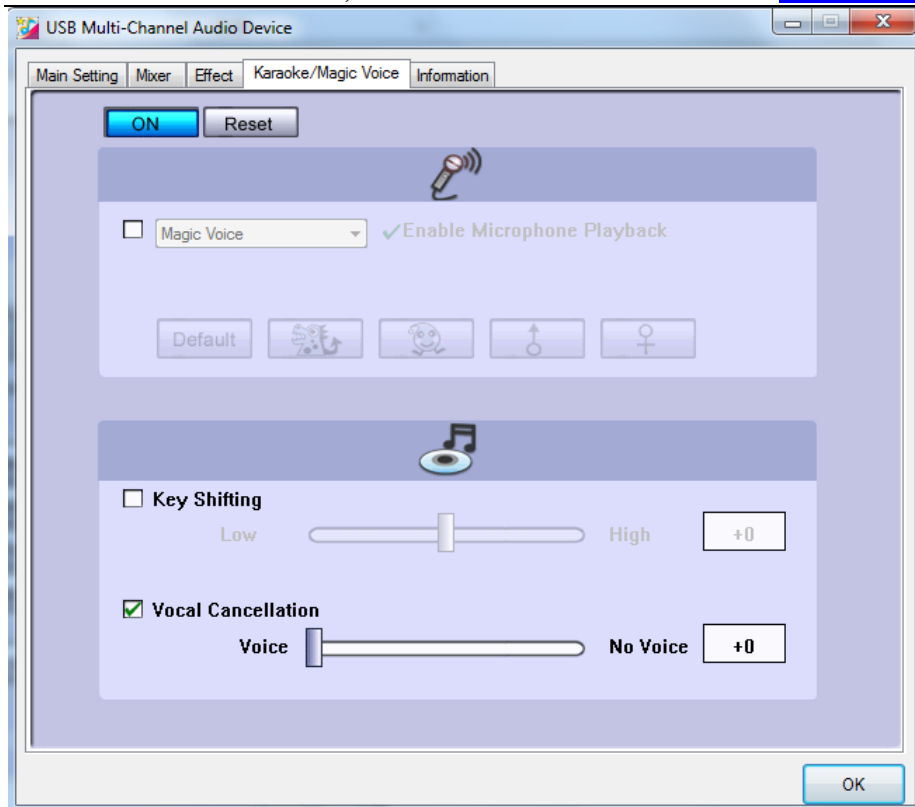 USB Multi-Channel Audio Device
Main Setting Mixer Effect Karaoke/Magic Voice Information
ON Reset
Magic Voice Enable Microphone Playback
Default
Key Shifting
Low High +0
Vocal Cancellation
Voice No Voice +0
OK